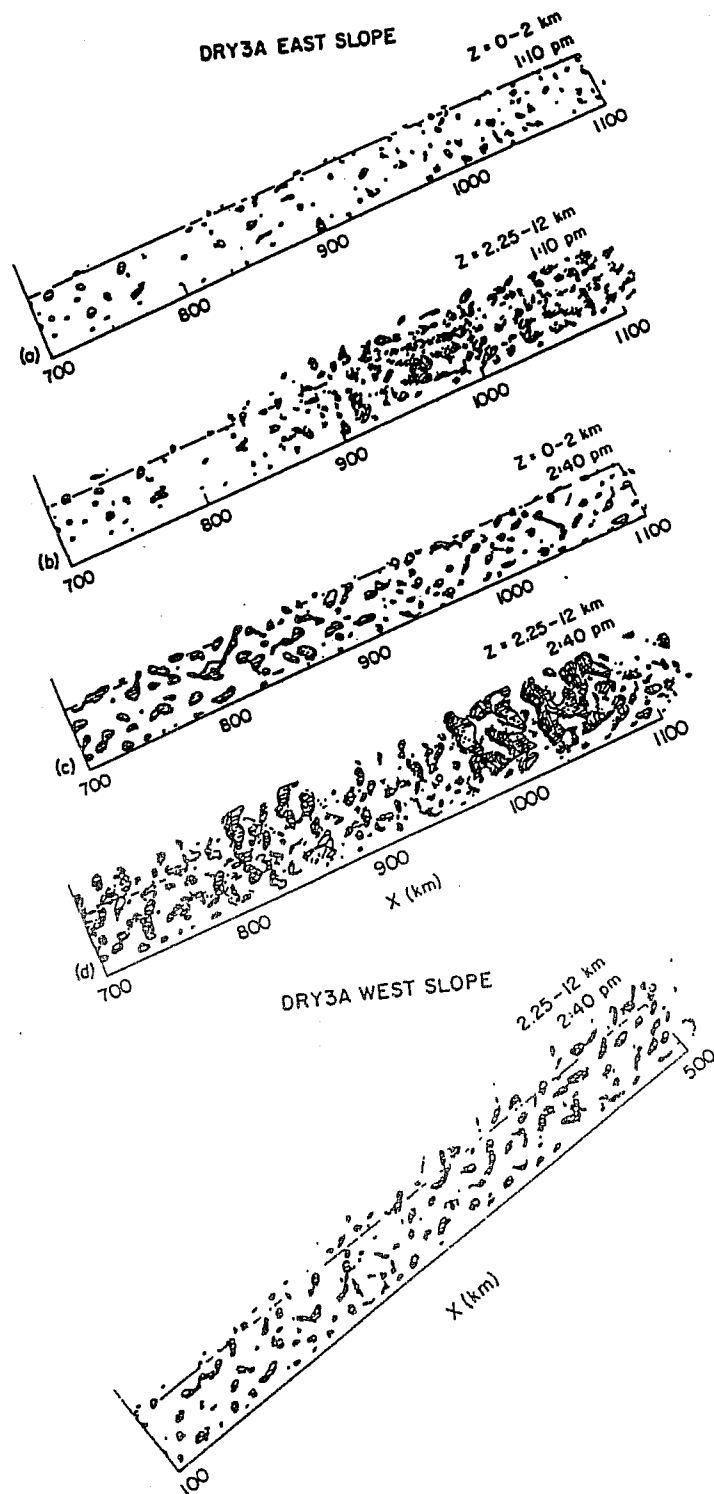 DRY3A EAST SLOPE
Z = 0-2 km
1:10 pm
1100
1000
900
800
(a)
700
Z = 2.25-12 km
1:10 pm
1100
1000
900
800
(b)
700
Z = 0-2 km
2:40 pm
1100
1000
900
800
(c)
700
Z = 2.25-12 km
2:40 pm
1100
1000
900
X (km)
800
(d)
700
DRY3A WEST SLOPE
2.25-12 km
2:40 pm
500
X (km)
100